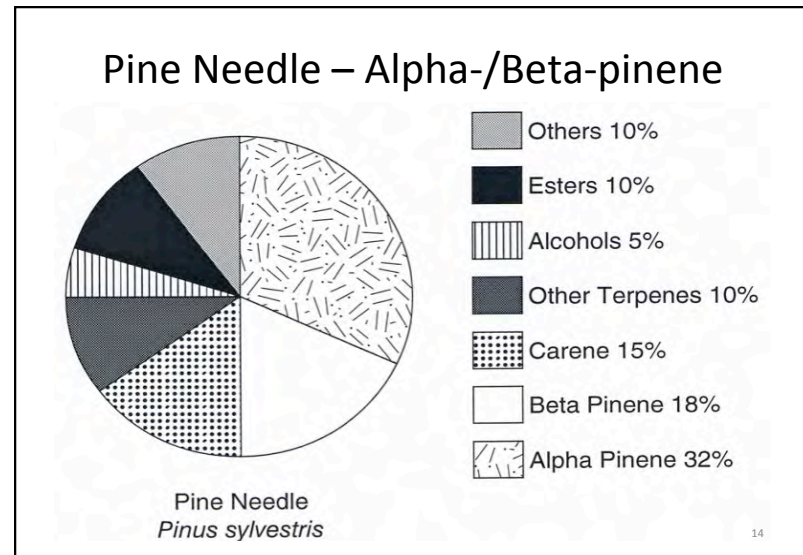 Pine Needle – Alpha-/Beta-pinene
Others 10%
Esters 10%
Alcohols 5%
Other Terpenes 10%
Carene 15%
Beta Pinene 18%
Alpha Pinene 32%
Pine Needle
Pinus sylvestris
14